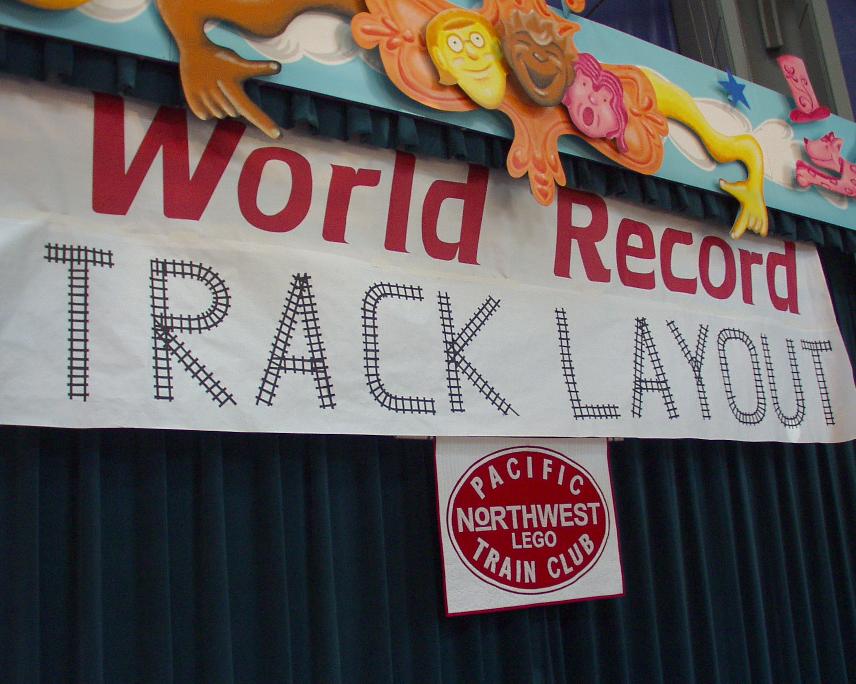 World Record
TRACK LAYOUT
PACIFIC
NORTHWEST
LEGO
TRAIN CLUB